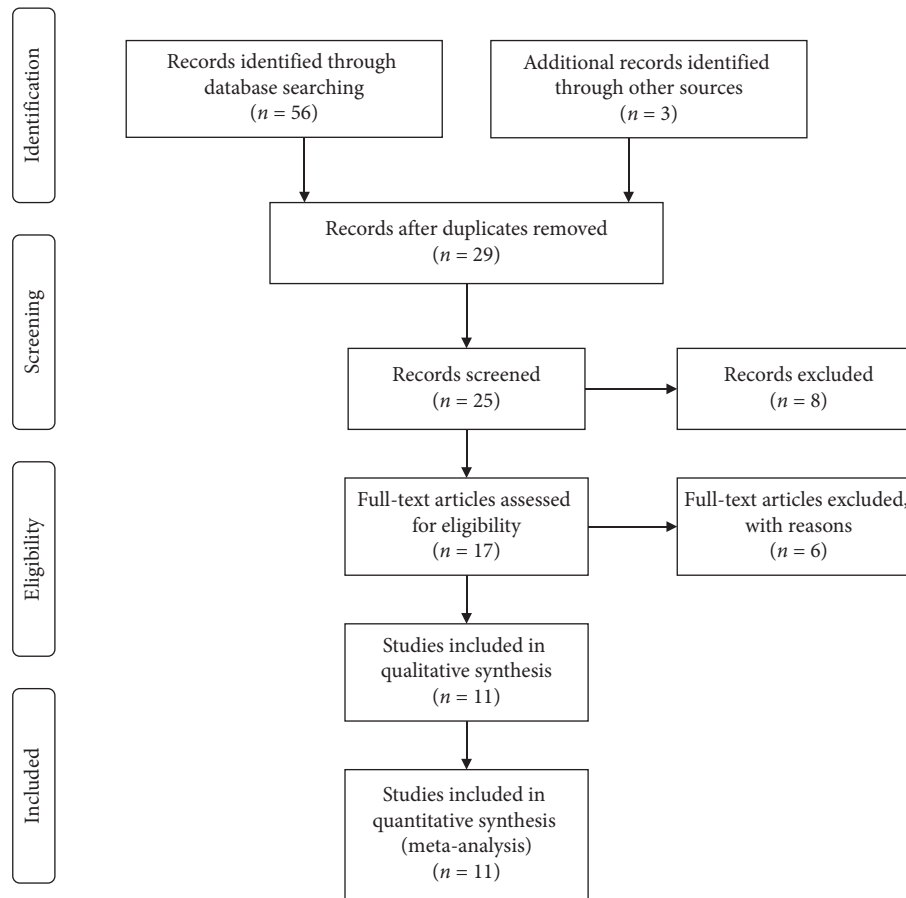 Identification
Records identified through
database searching
(n = 56)
Additional records identified
through other sources
(n = 3)
Records after duplicates removed
(n = 29)
Screening
Records screened
(n = 25)
Records excluded
(n = 8)
Eligibility
Full-text articles assessed
for eligibility
(n = 17)
Full-text articles excluded,
with reasons
(n = 6)
Studies included in
qualitative synthesis
(n = 11)
Included
Studies included in
quantitative synthesis
(meta-analysis)
(n = 11)